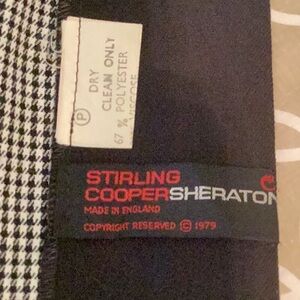 P
DRY
CLEAN ONLY
67 % POLYESTER
VISCOSE
STIRLING
COOPERSHERATON
MADE IN ENGLAND
COPYRIGHT RESERVED © 1979